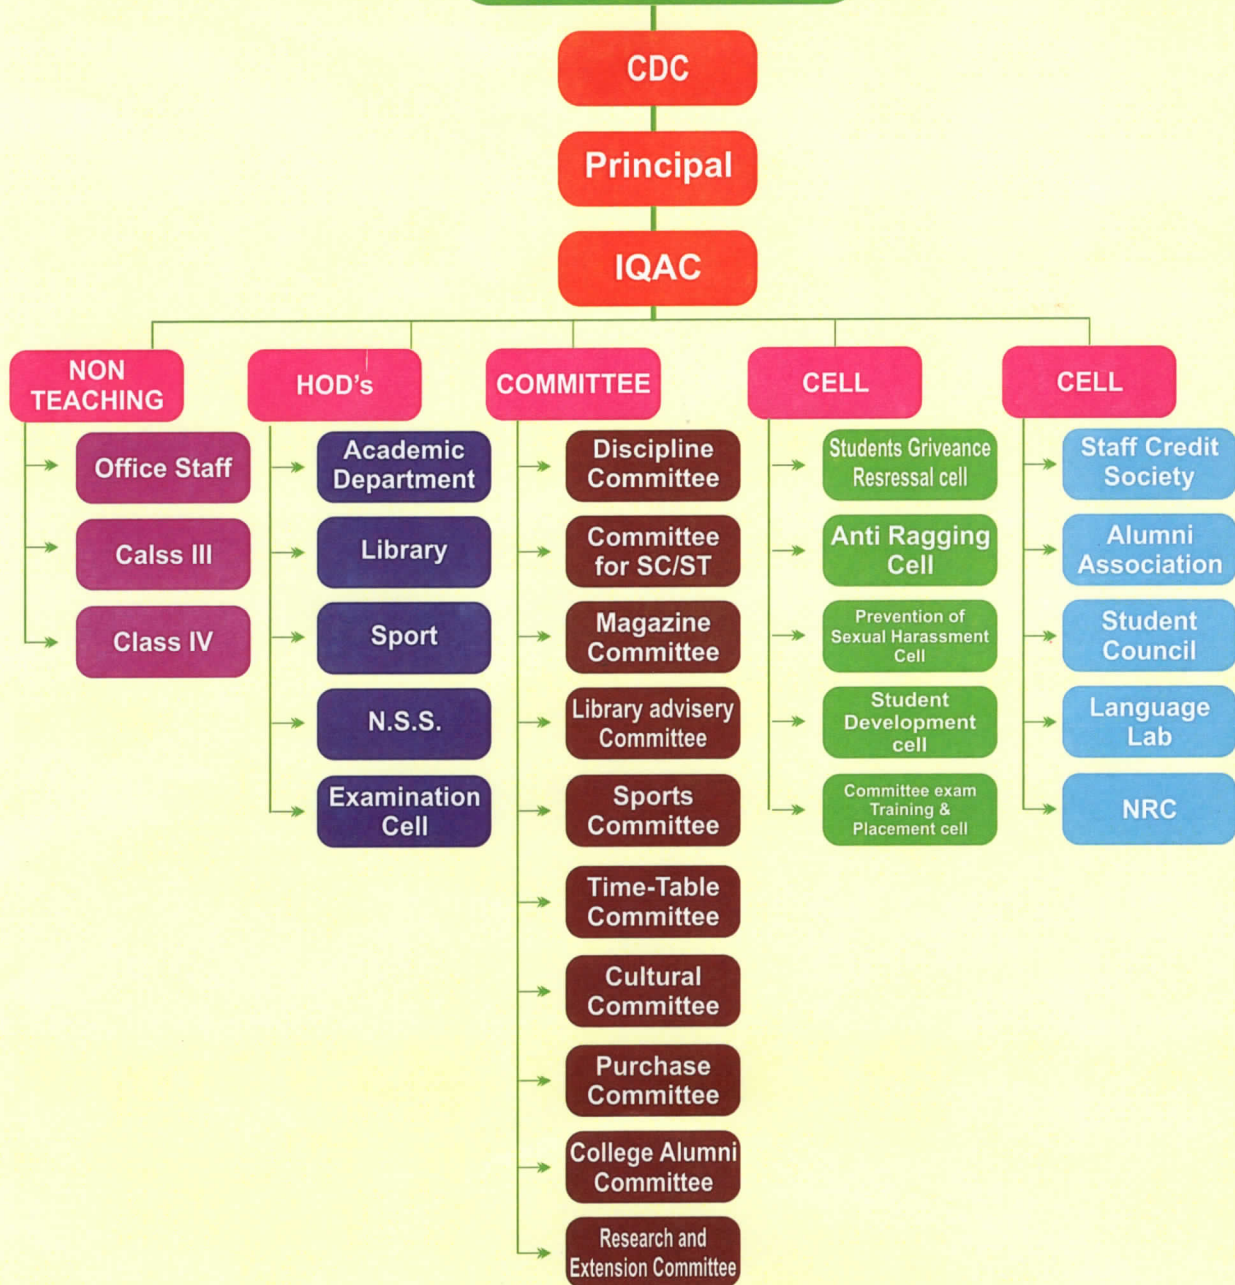 CDC
Principal
IQAC
NON
TEACHING
Office Staff
Calss III
Class IV
HOD's
Academic
Department
Library
Sport
N.S.S.
Examination
Cell
COMMITTEE
Discipline
Committee
Committee
for SC/ST
Magazine
Committee
Library advisery
Committee
Sports
Committee
Time-Table
Committee
Cultural
Committee
Purchase
Committee
College Alumni
Committee
Research and
Extension Committee
CELL
Students Griveance
Resressal cell
Anti Ragging
Cell
Prevention of
Sexual Harassment
Cell
Student
Development
cell
Committee exam
Training &
Placement cell
CELL
Staff Credit
Society
Alumni
Association
Student
Council
Language
Lab
NRC